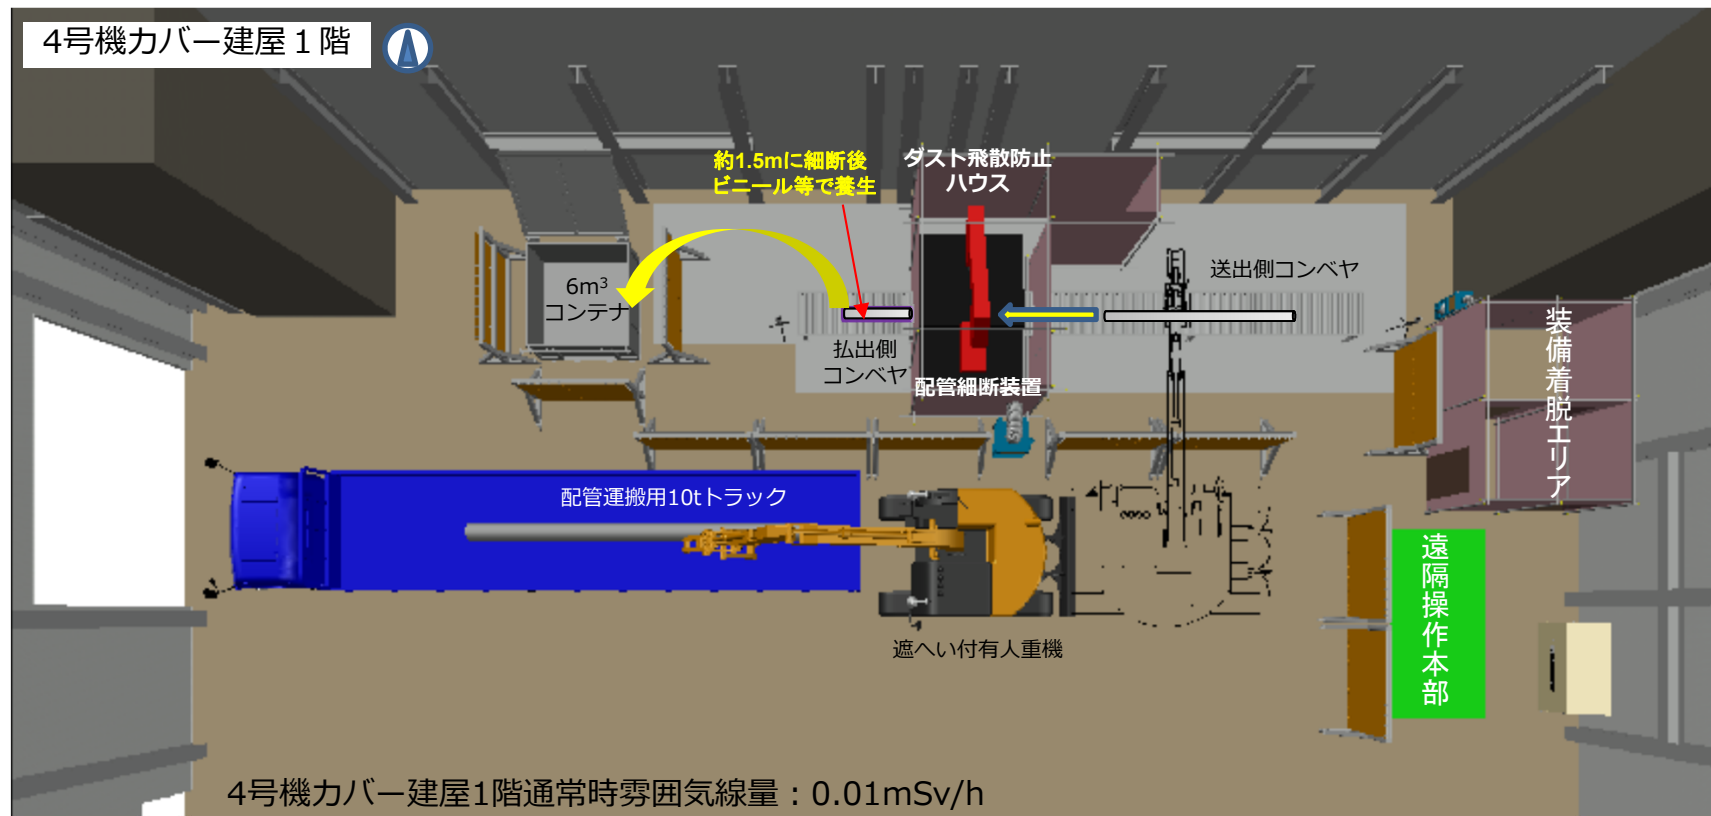 4号機カバー建屋１階
約1.5mに細断後
ビニール等で養生
ダスト飛散防止
ハウス
6m³
コンテナ
送出側コンベヤ
払出側
コンベヤ
配管細断装置
装備着脱エリア
配管運搬用10tトラック
遮へい付有人重機
遠隔操作本部
4号機カバー建屋1階通常時雰囲気線量：0.01mSv/h